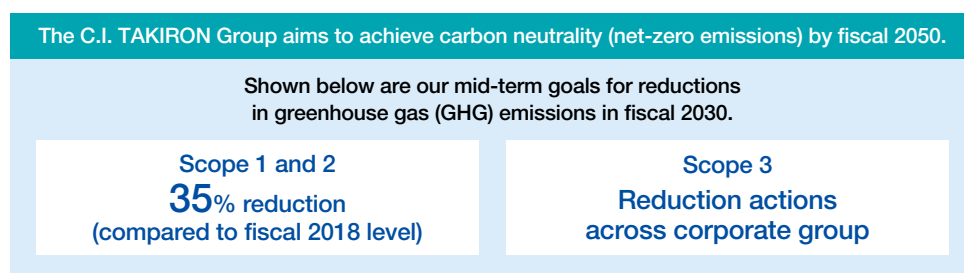 The C.I. TAKIRON Group aims to achieve carbon neutrality (net-zero emissions) by fiscal 2050.
Shown below are our mid-term goals for reductions
in greenhouse gas (GHG) emissions in fiscal 2030.
Scope 1 and 2
35% reduction
(compared to fiscal 2018 level)
Scope 3
Reduction actions
across corporate group